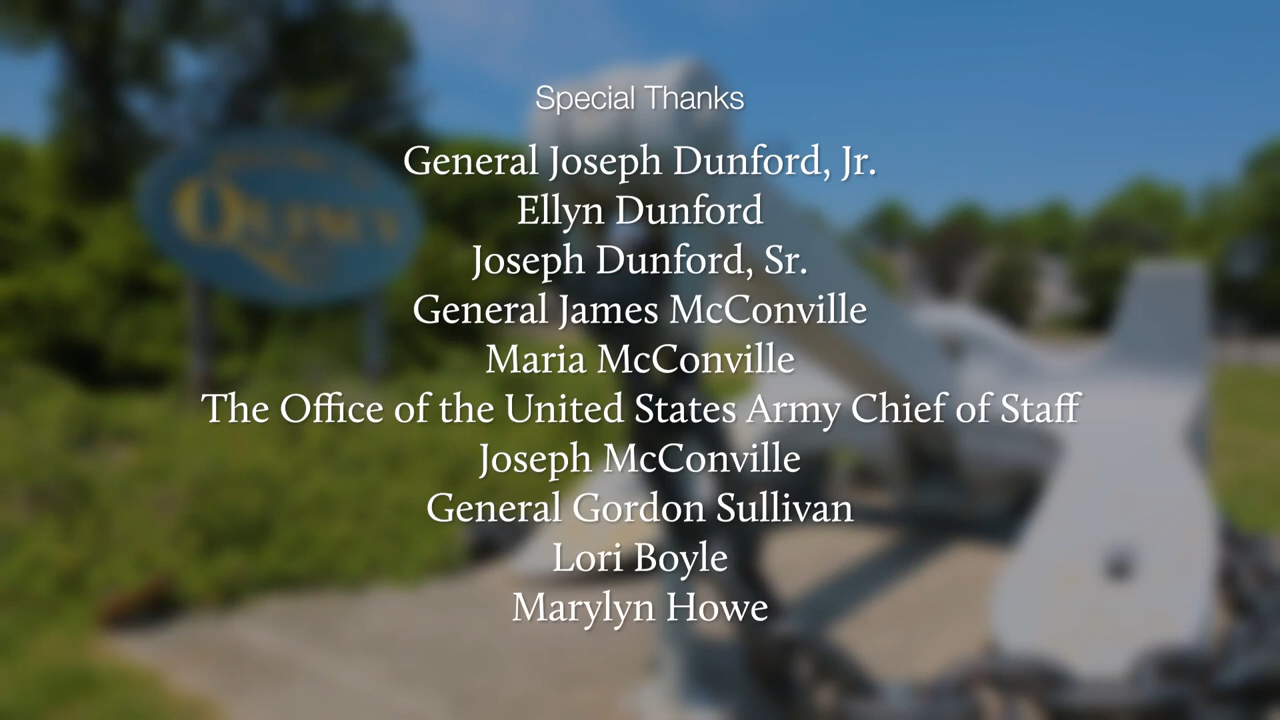 Special Thanks
General Joseph Dunford, Jr.
Ellyn Dunford
Joseph Dunford, Sr.
General James McConville
Maria McConville
The Office of the United States Army Chief of Staff
Joseph McConville
General Gordon Sullivan
Lori Boyle
Marylyn Howe
QUINCY